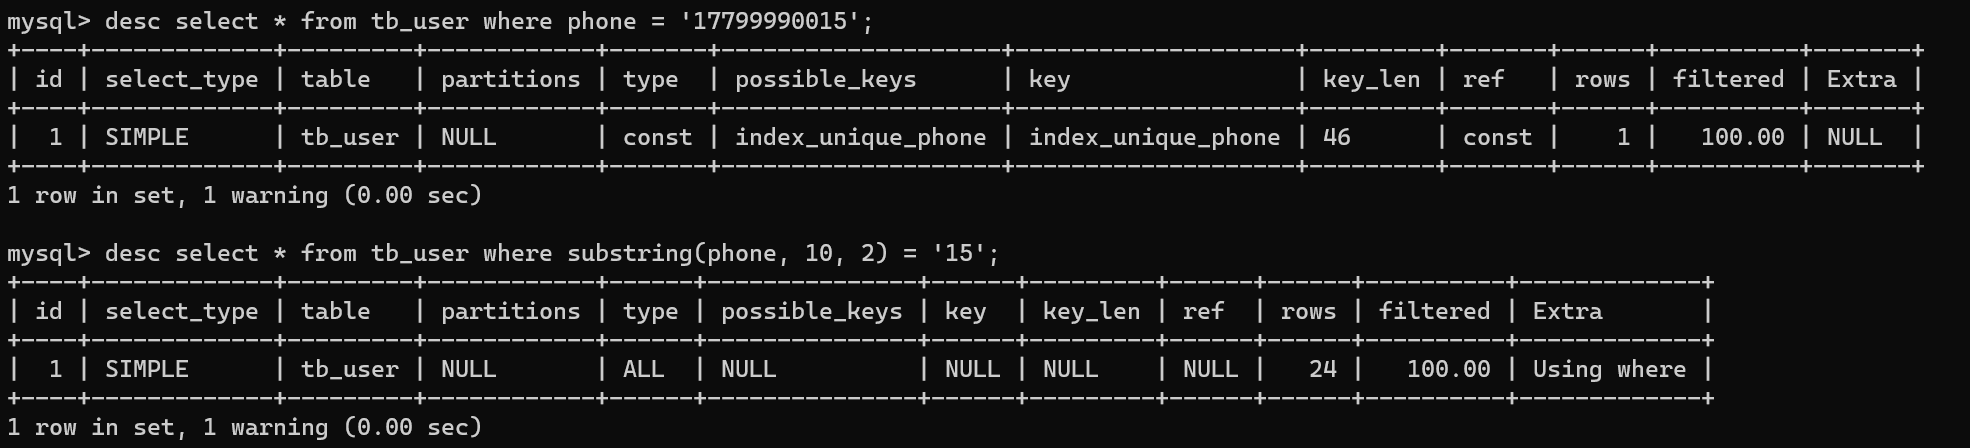 mysql> desc select * from tb_user where phone = '17799990015';
+----+-------------+---------+------------+-------+--------------------+--------------------+---------+-------+------+----------+-------+
| id | select_type | table   | partitions | type  | possible_keys      | key                | key_len | ref   | rows | filtered | Extra |
+----+-------------+---------+------------+-------+--------------------+--------------------+---------+-------+------+----------+-------+
|  1 | SIMPLE      | tb_user | NULL       | const | index_unique_phone | index_unique_phone | 46      | const |    1 |   100.00 | NULL  |
+----+-------------+---------+------------+-------+--------------------+--------------------+---------+-------+------+----------+-------+
1 row in set, 1 warning (0.00 sec)

mysql> desc select * from tb_user where substring(phone, 10, 2) = '15';
+----+-------------+---------+------------+------+---------------+------+---------+------+------+----------+-------------+
| id | select_type | table   | partitions | type | possible_keys | key  | key_len | ref  | rows | filtered | Extra       |
+----+-------------+---------+------------+------+---------------+------+---------+------+------+----------+-------------+
|  1 | SIMPLE      | tb_user | NULL       | ALL  | NULL          | NULL | NULL    | NULL |   24 |   100.00 | Using where |
+----+-------------+---------+------------+------+---------------+------+---------+------+------+----------+-------------+
1 row in set, 1 warning (0.00 sec)